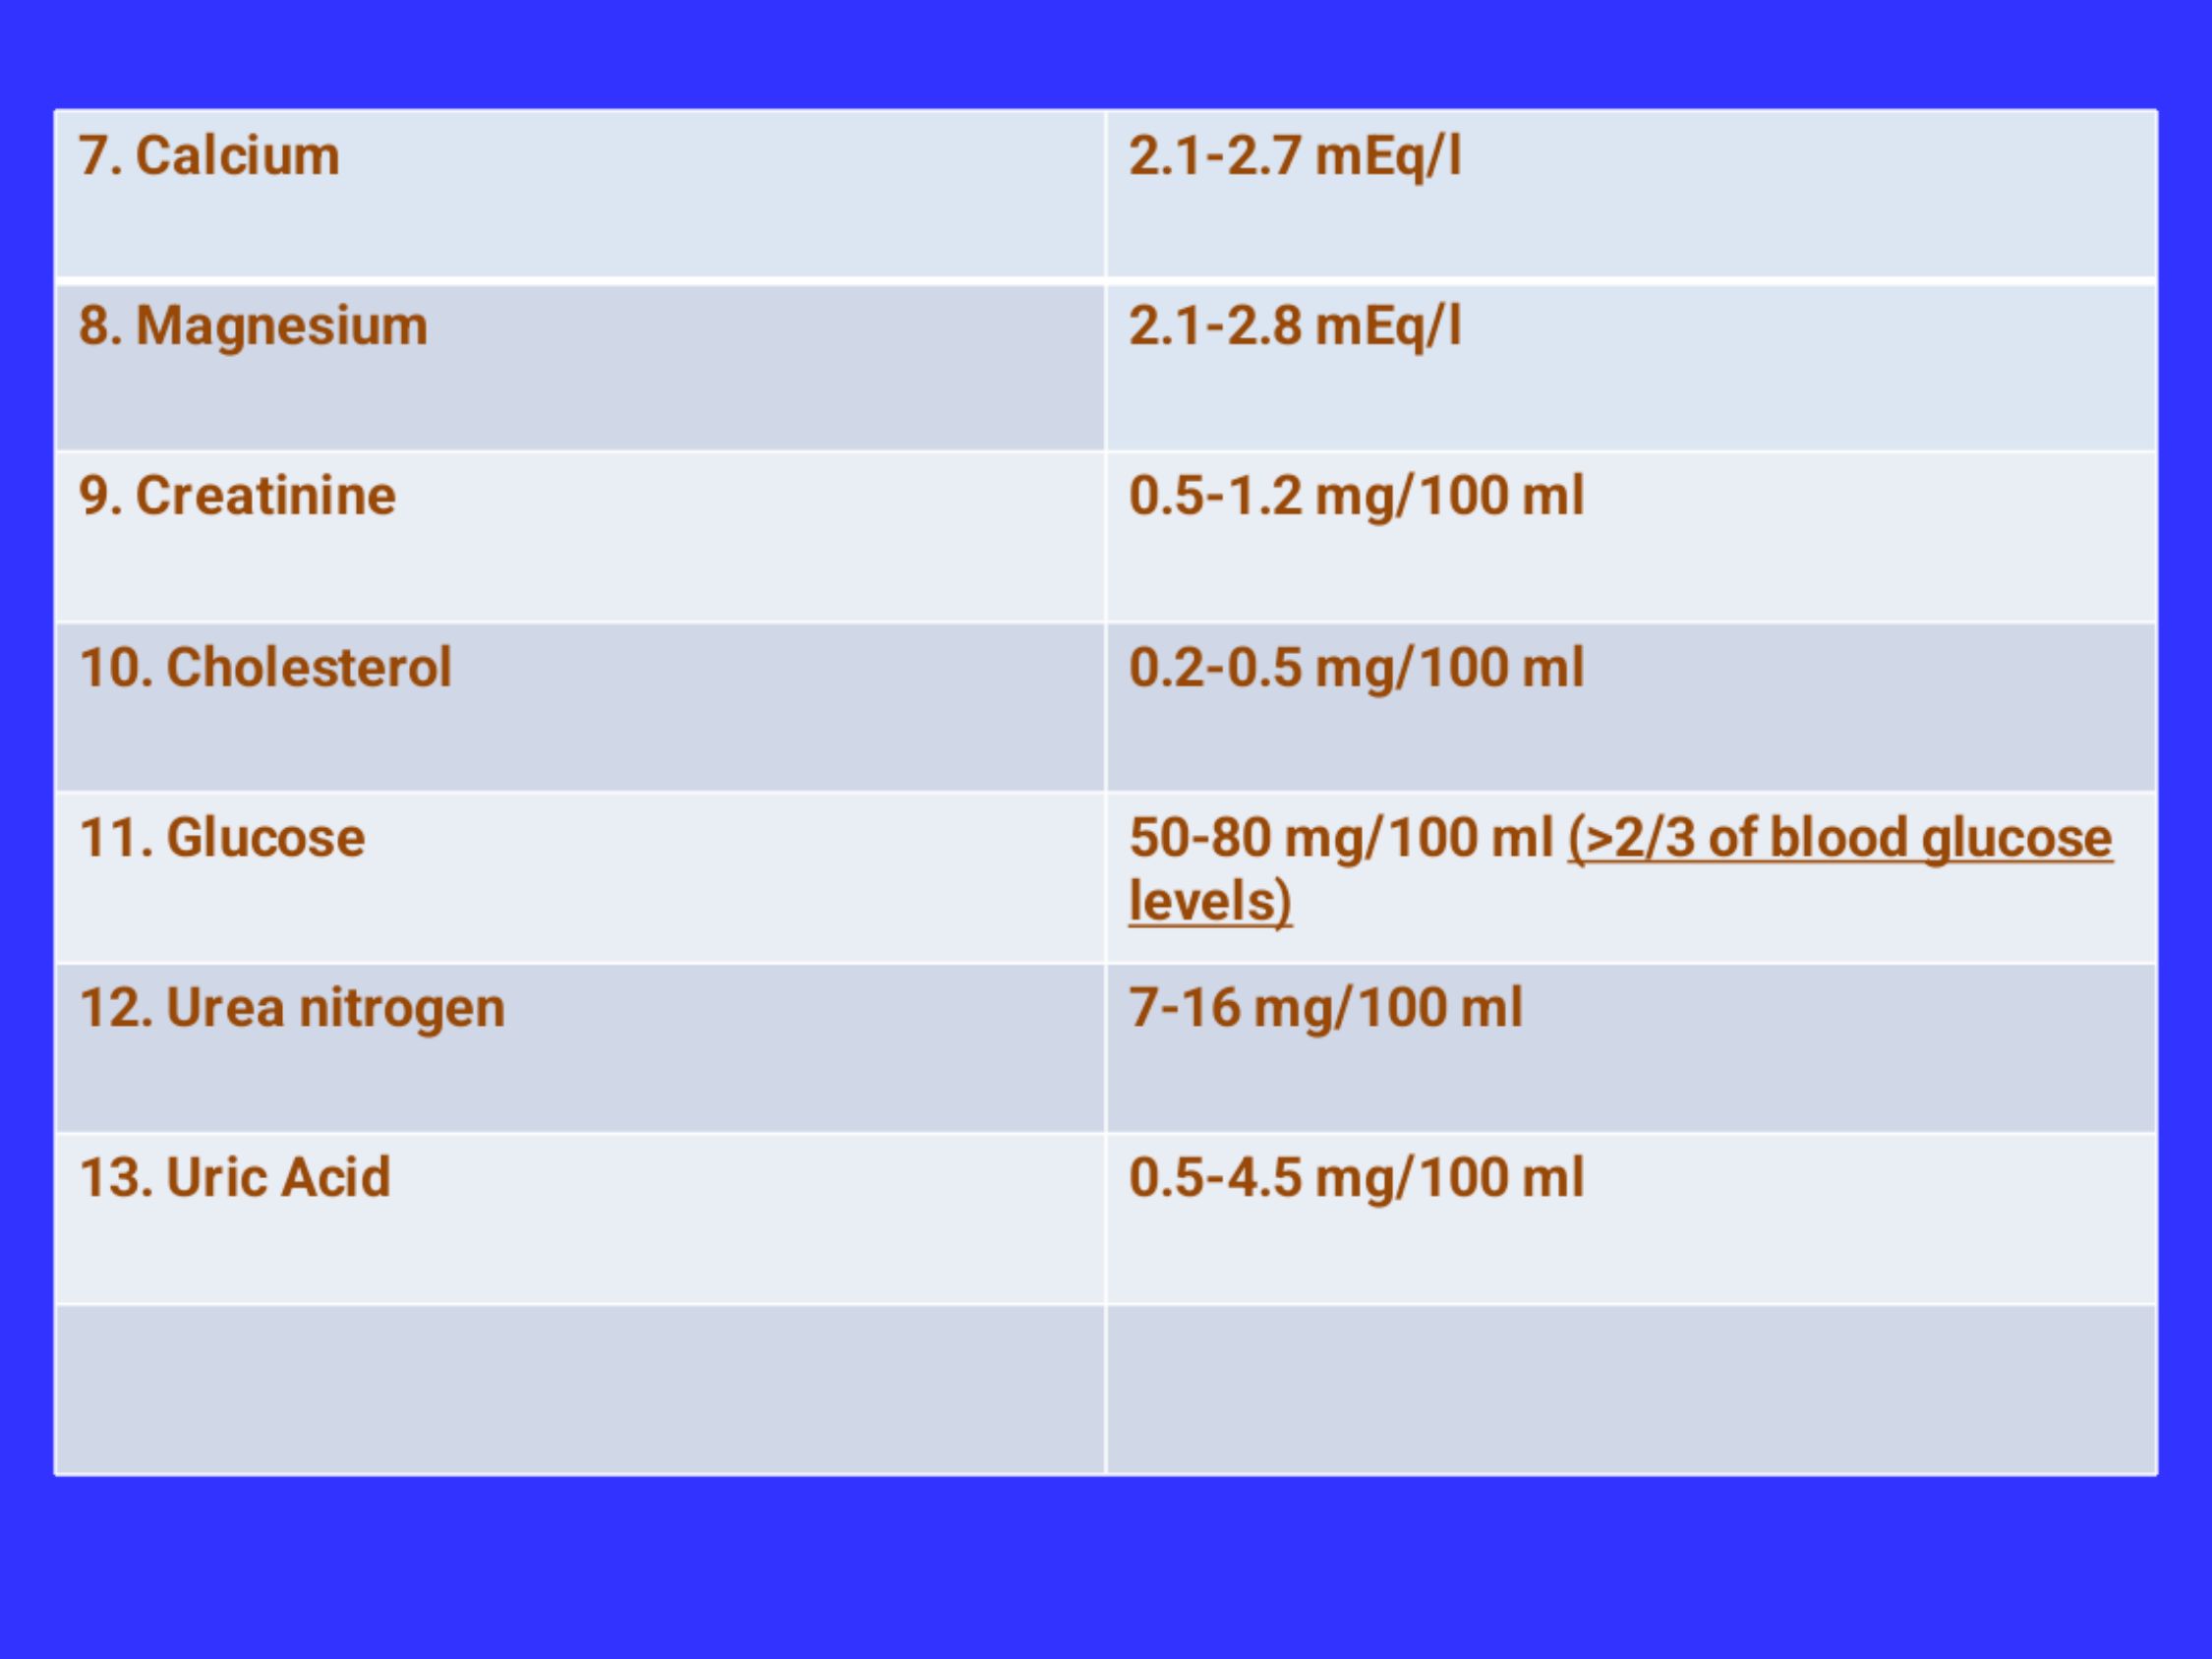 7. Calcium
2.1-2.7 mEq/l
8. Magnesium
2.1-2.8 mEq/l
9. Creatinine
0.5-1.2 mg/100 ml
10. Cholesterol
0.2-0.5 mg/100 ml
11. Glucose
50-80 mg/100 ml (>2/3 of blood glucose
levels)
12. Urea nitrogen
7-16 mg/100 ml
13. Uric Acid
0.5-4.5 mg/100 ml